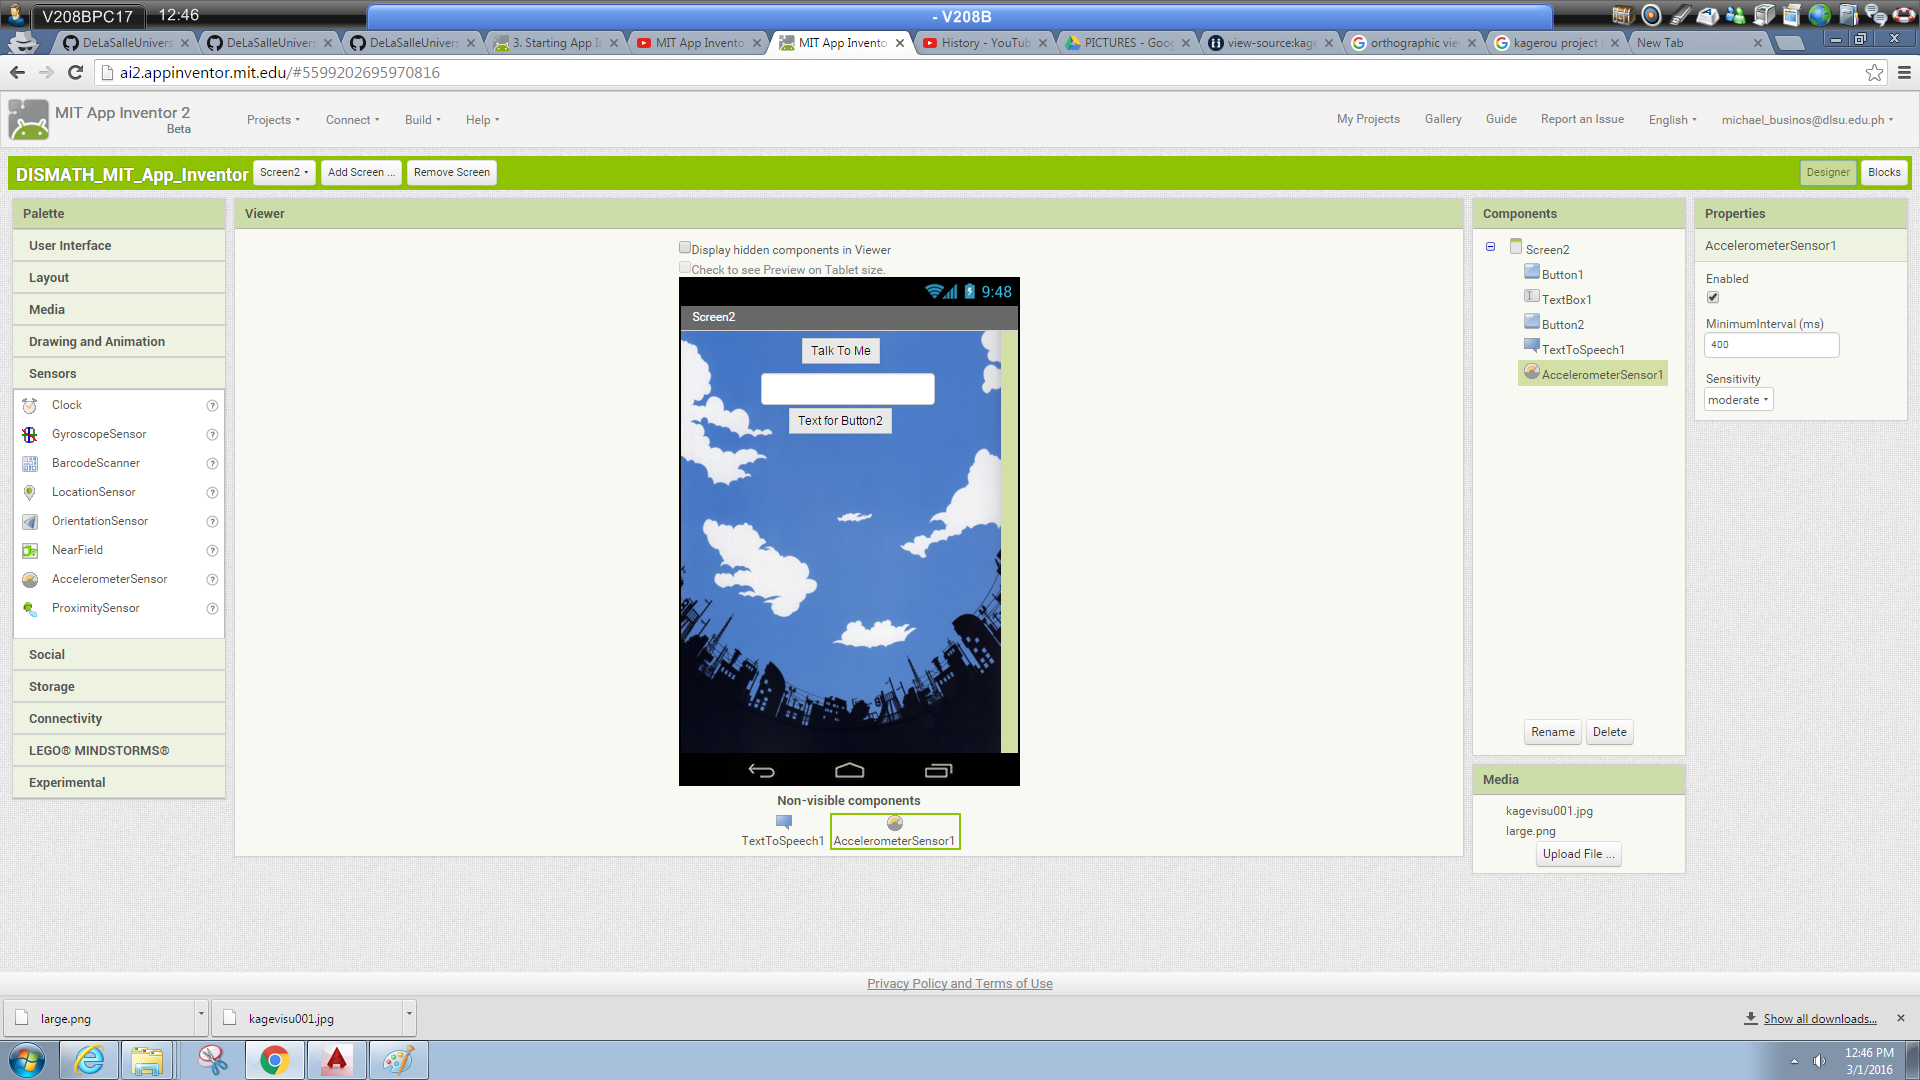 V208BPC17
12:46
- V208B
DeLaSalleUnivers
DeLaSalleUnivers
DeLaSalleUnivers
3. Starting App I
MIT App Invento
MIT App Invento
History - YouTub
PICTURES - Goo
view-source:kage
orthographic vie
kagerou project
New Tab
ai2.appinventor.mit.edu/#5599202695970816
MIT App Inventor 2
Beta
Projects
Connect
Build
Help
My Projects
Gallery
Guide
Report an Issue
English
michael_businos@dlsu.edu.ph
DISMATH_MIT_App_Inventor
Screen2
Add Screen ...
Remove Screen
Designer
Blocks
Palette
User Interface
Layout
Media
Drawing and Animation
Sensors
Clock
GyroscopeSensor
BarcodeScanner
LocationSensor
OrientationSensor
NearField
AccelerometerSensor
ProximitySensor
Social
Storage
Connectivity
LEGO® MINDSTORMS®
Experimental
Viewer
Display hidden components in Viewer
Check to see Preview on Tablet size.
9:48
Screen2
Talk To Me
Text for Button2
Non-visible components
TextToSpeech1
AccelerometerSensor1
Components
Screen2
Button1
TextBox1
Button2
TextToSpeech1
AccelerometerSensor1
Rename
Delete
Media
kagevisu001.jpg
large.png
Upload File ...
Properties
AccelerometerSensor1
Enabled
MinimumInterval (ms)
400
Sensitivity
moderate
Privacy Policy and Terms of Use
large.png
kagevisu001.jpg
Show all downloads...
12:46 PM
3/1/2016